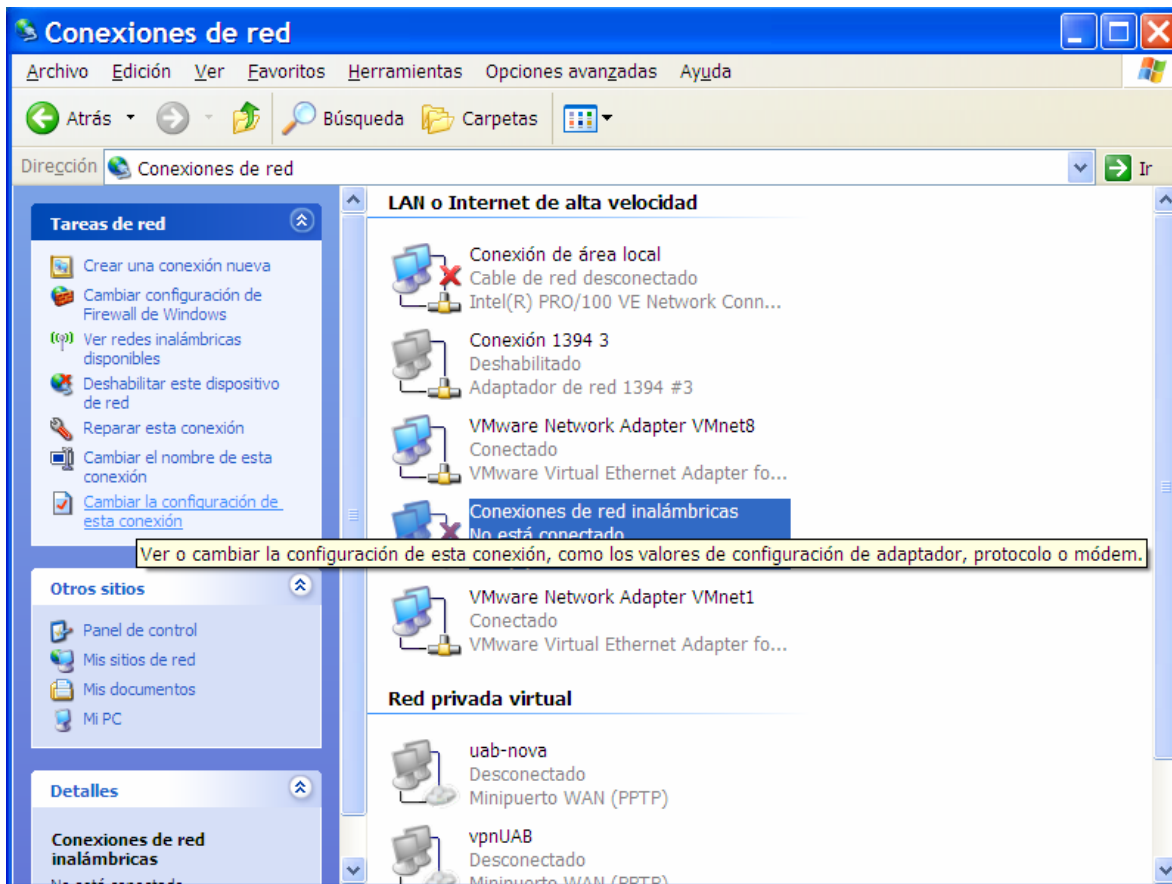 Conexiones de red
Archivo Edición Ver Favoritos Herramientas Opciones avanzadas Ayuda
Atrás Búsqueda Carpetas
Dirección Conexiones de red Ir
Tareas de red
Crear una conexión nueva
Cambiar configuración de
Firewall de Windows
Ver redes inalámbricas
disponibles
Deshabilitar este dispositivo
de red
Reparar esta conexión
Cambiar el nombre de esta
conexión
Cambiar la configuración de
esta conexión
Otros sitios
Panel de control
Mis sitios de red
Mis documentos
Mi PC
Detalles
Conexiones de red
inalámbricas
No está conectado
LAN o Internet de alta velocidad
Conexión de área local
Cable de red desconectado
Intel(R) PRO/100 VE Network Conn...
Conexión 1394 3
Deshabilitado
Adaptador de red 1394 #3
VMware Network Adapter VMnet8
Conectado
VMware Virtual Ethernet Adapter fo...
Conexiones de red inalámbricas
No está conectado
Ver o cambiar la configuración de esta conexión, como los valores de configuración de adaptador, protocolo o módem.
VMware Network Adapter VMnet1
Conectado
VMware Virtual Ethernet Adapter fo...
Red privada virtual
uab-nova
Desconectado
Minipuerto WAN (PPTP)
vpnUAB
Desconectado
Minipuerto WAN (PPTP)